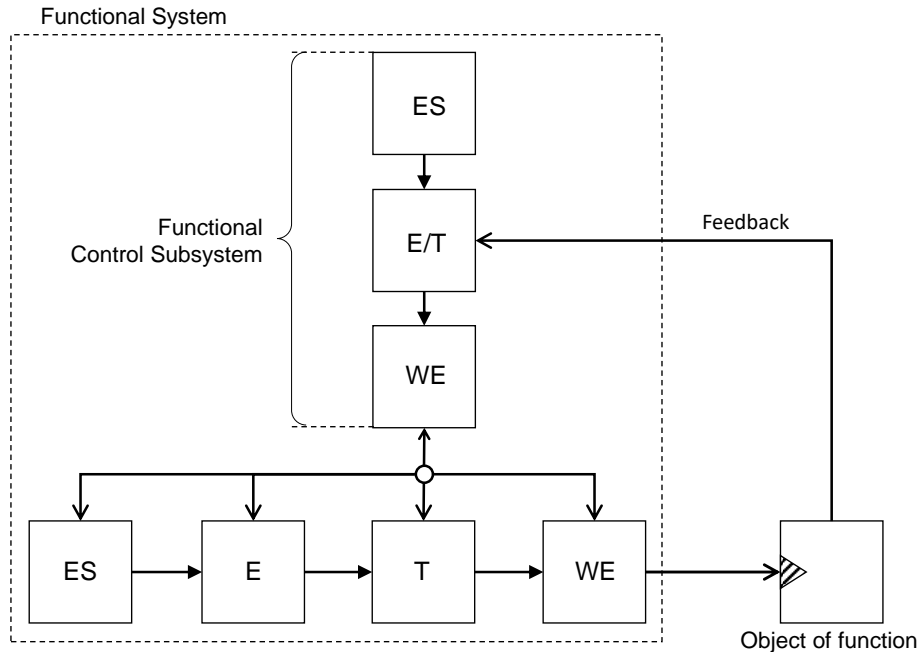 Functional System
ES
Functional
Control Subsystem
E/T
Feedback
WE
ES
E
T
WE
Object of function